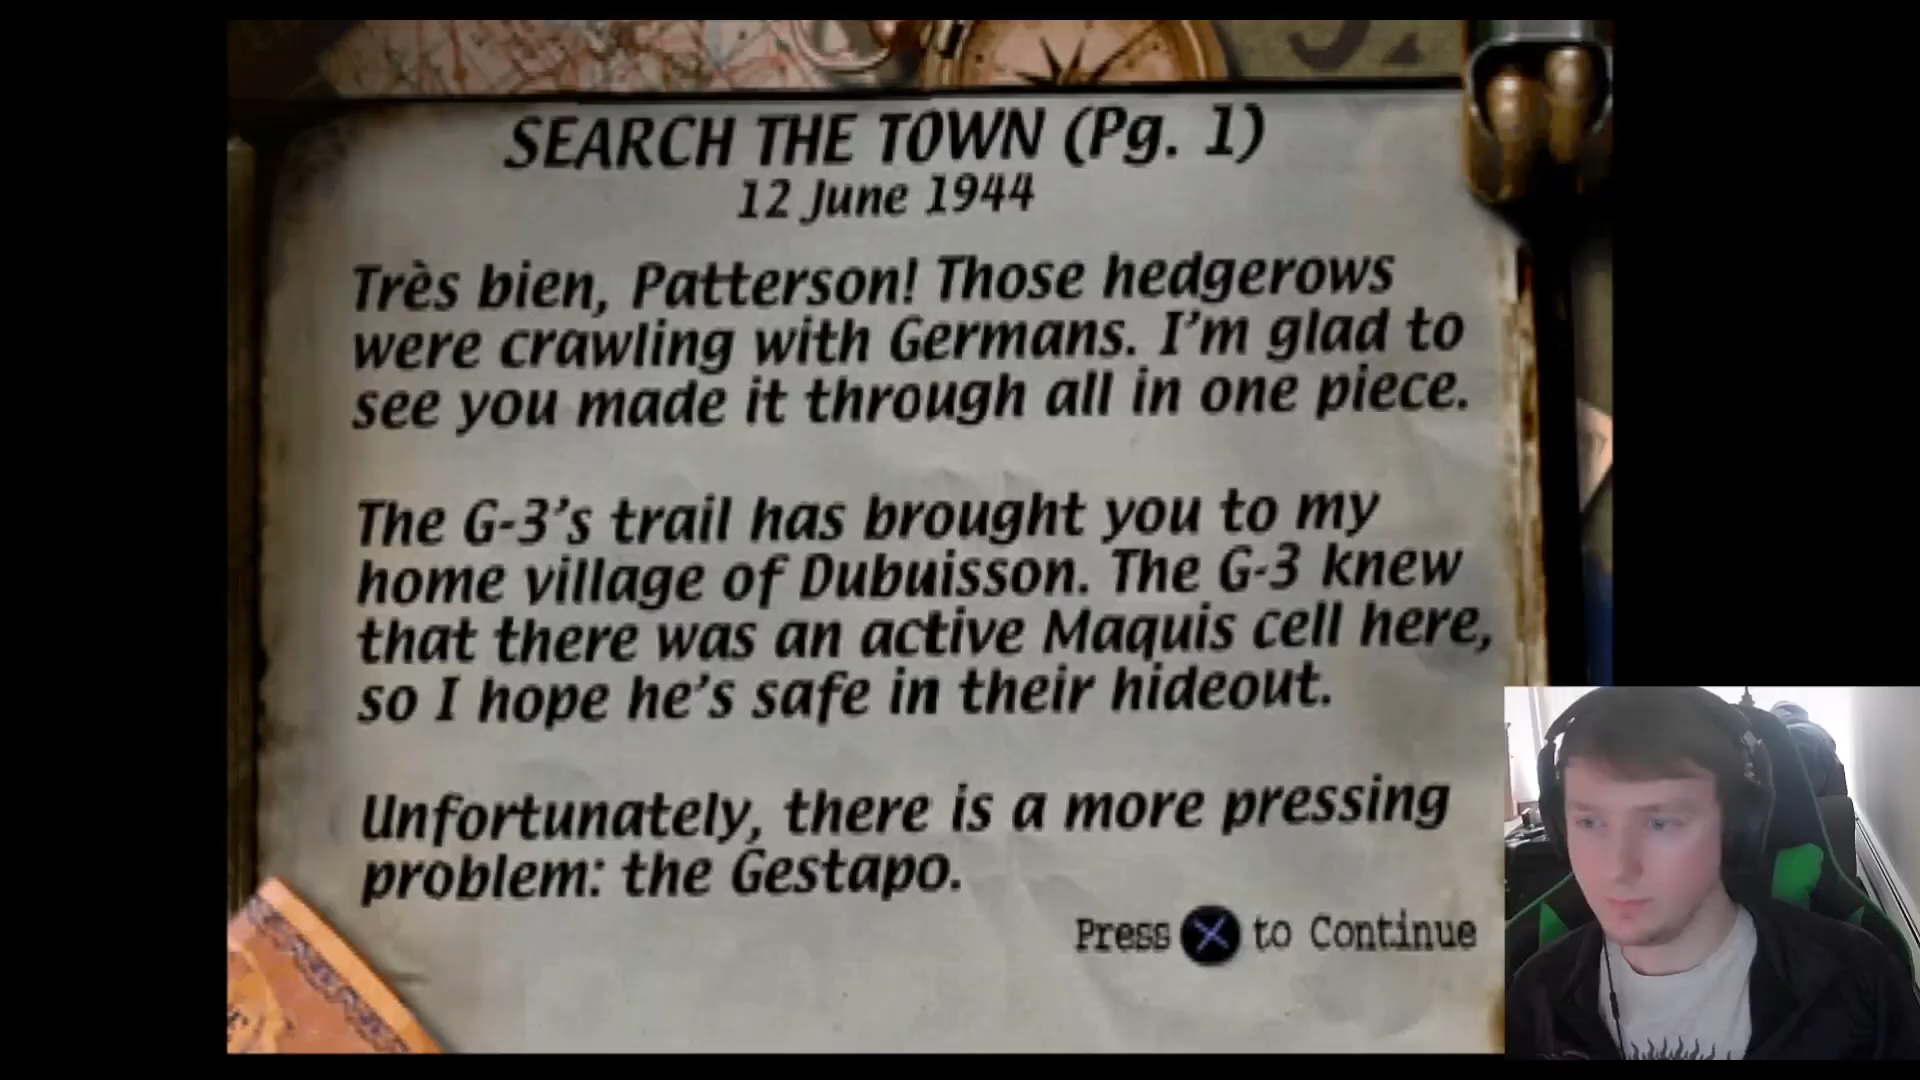 SEARCH THE TOWN (Pg. 1)
12 June 1944
Très bien, Patterson! Those hedgerows
were crawling with Germans. I'm glad to
see you made it through all in one piece.
The G-3's trail has brought you to my
home village of Dubuisson. The G-3 knew
that there was an active Maquis cell here,
so I hope he's safe in their hideout.
Unfortunately, there is a more pressing
problem: the Gestapo.
Press X to Continue